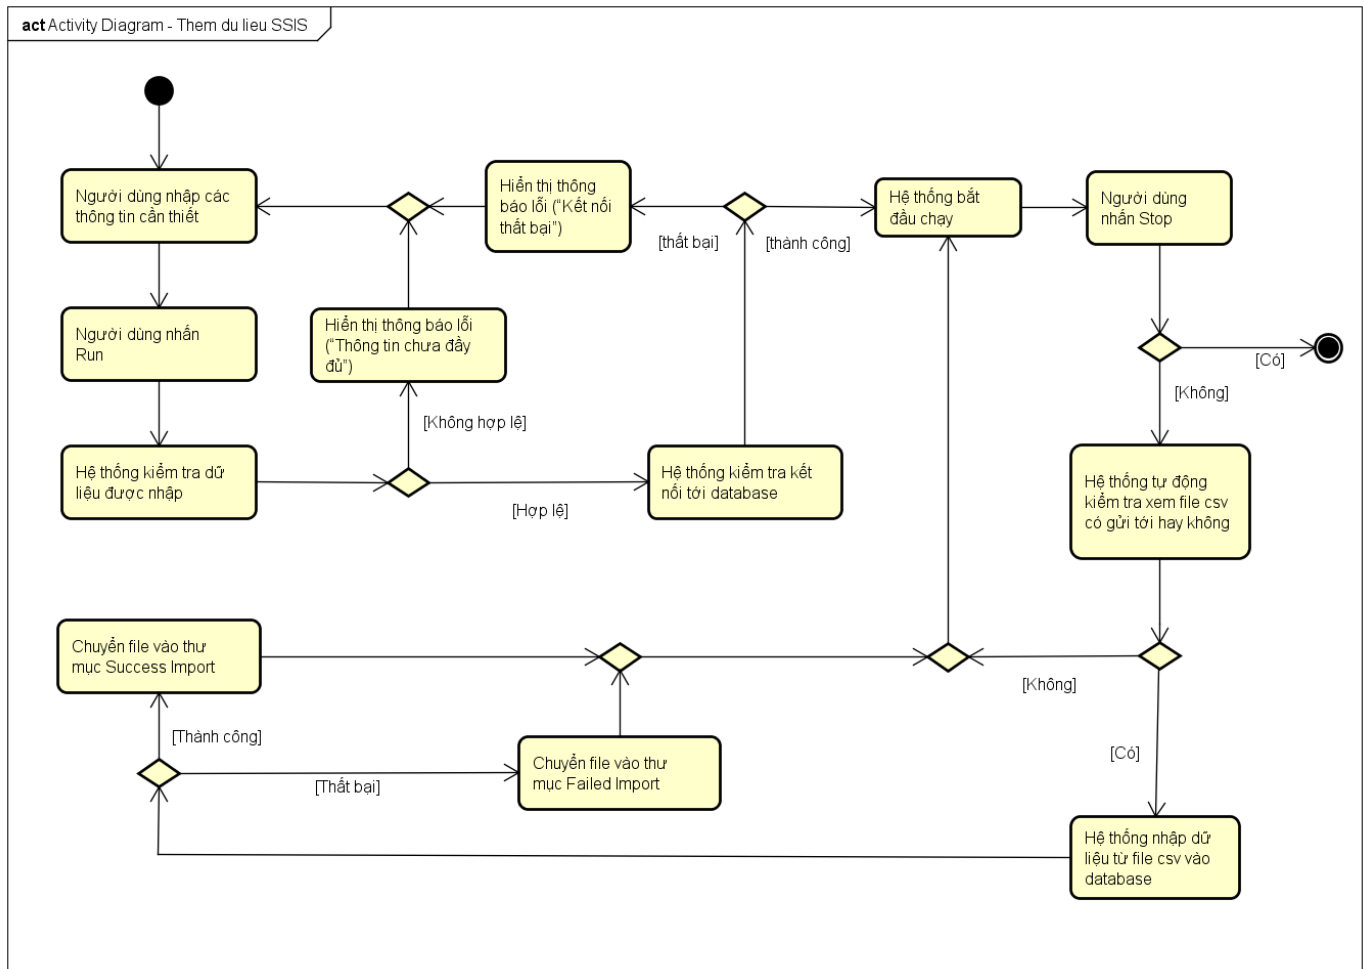 act Activity Diagram - Them du lieu SSIS
Người dùng nhập các
thông tin cần thiết
Hiển thị thông
báo lỗi ("Kết nối
thất bại")
[thất bại]
[thành công]
Hệ thống bắt
đầu chạy
Người dùng
nhấn Stop
Người dùng nhấn
Run
Hiển thị thông báo lỗi
("Thông tin chưa đầy
đủ")
[Có]
[Không]
[Không hợp lệ]
Hệ thống kiểm tra dữ
liệu được nhập
[Hợp lệ]
Hệ thống kiểm tra kết
nối tới database
Hệ thống tự động
kiểm tra xem file csv
có gửi tới hay không
Chuyển file vào thư
mục Success Import
[Không]
[Thành công]
[Thất bại]
Chuyển file vào thư
mục Failed Import
[Có]
Hệ thống nhập dữ
liệu từ file csv vào
database